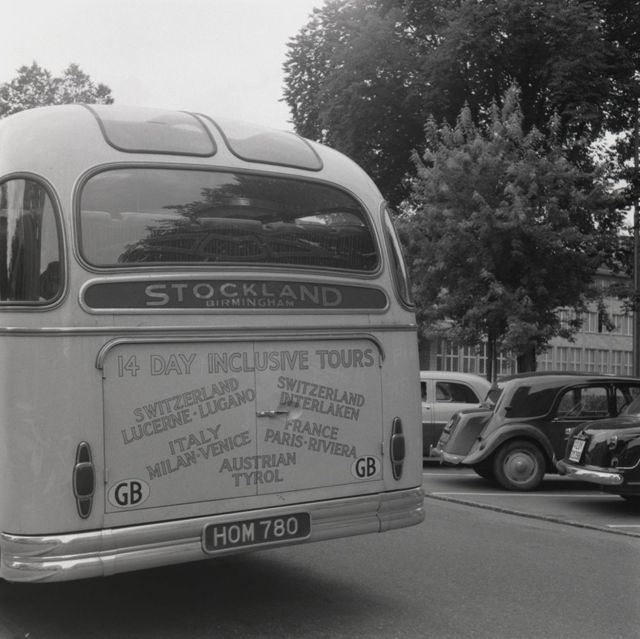 STOCKLAND
BIRMINGHAM
14 DAY INCLUSIVE TOURS
SWITZERLAND
LUCERNE-LUGANO
SWITZERLAND
INTERLAKEN
ITALY
MILAN-VENICE
FRANCE
PARIS-RIVIERA
AUSTRIAN
TYROL
GB
GB
HOM 780